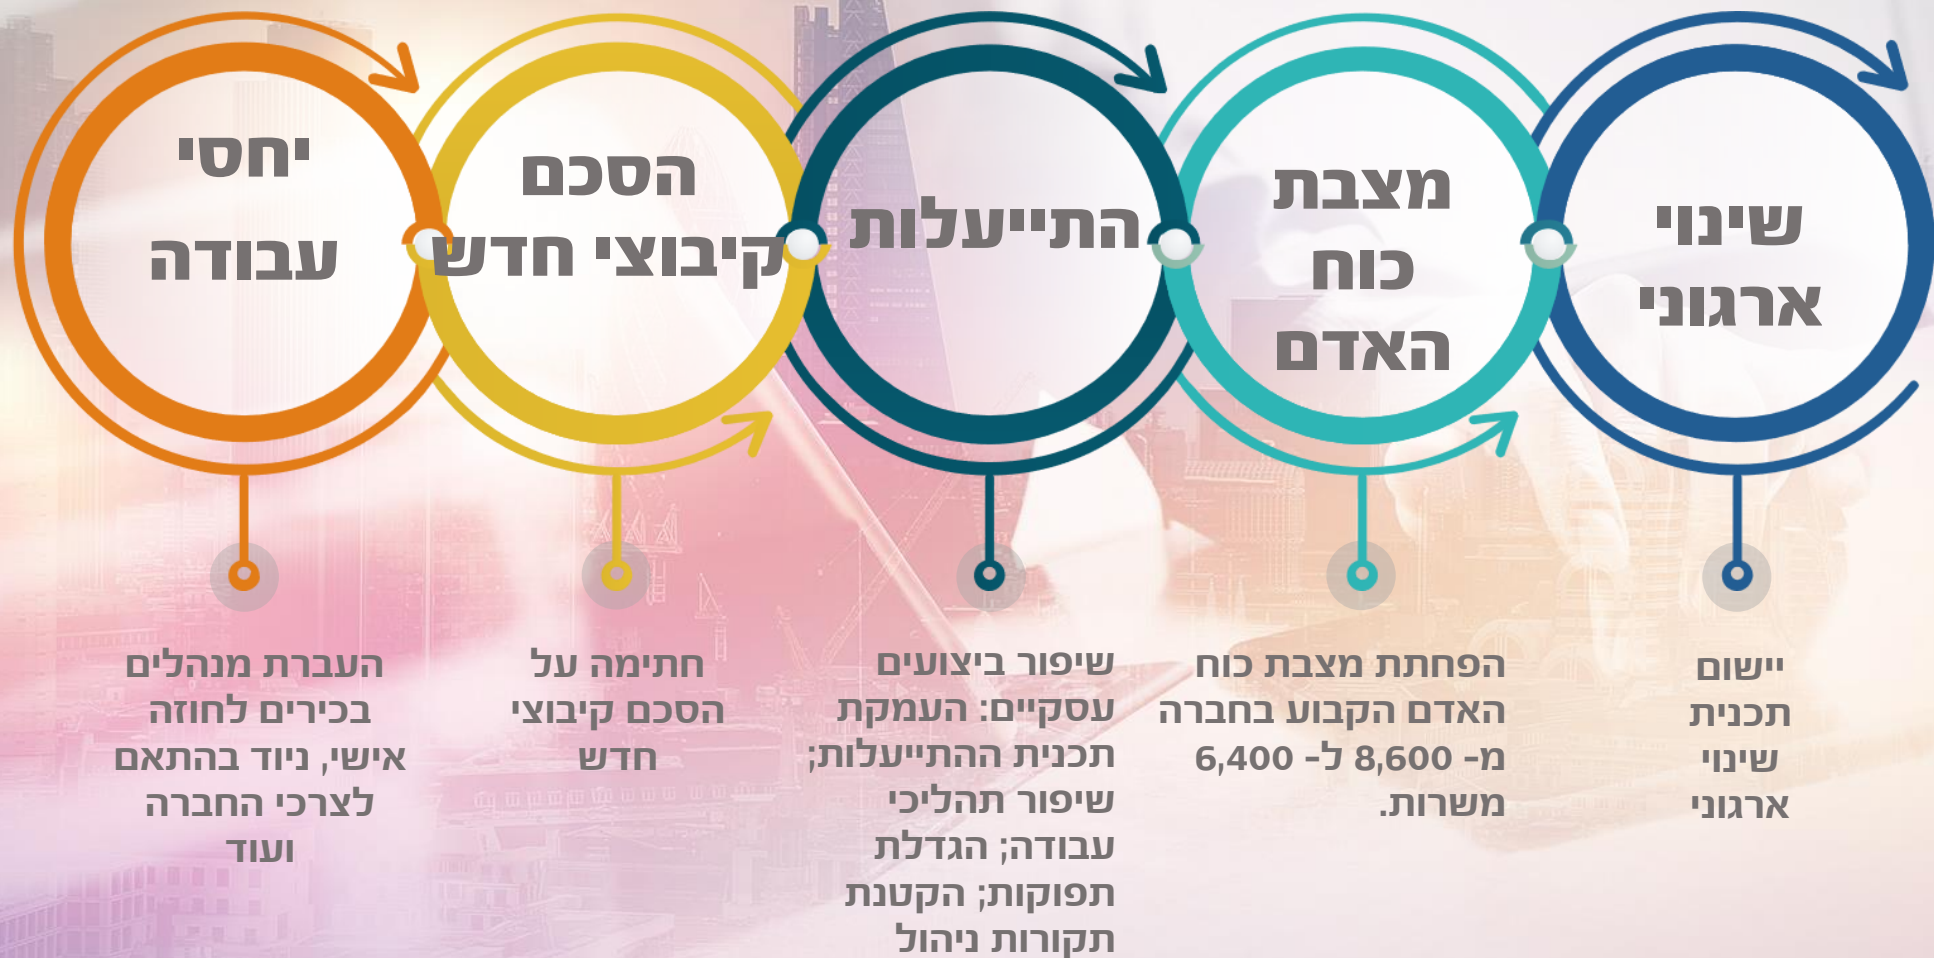 שינוי
ארגוני
מצבת
כוח
האדם
התייעלות
הסכם
קיבוצי חדש
יחסי
עבודה
יישום
תכנית
שינוי
ארגוני
הפחתת מצבת כוח
האדם הקבוע בחברה
מ- 8,600 ל- 6,400
משרות.
שיפור ביצועים
עסקיים: העמקת
תכנית ההתייעלות;
שיפור תהליכי
עבודה; הגדלת
תפוקות; הקטנת
תקורות ניהול
חתימה על
הסכם קיבוצי
חדש
העברת מנהלים
בכירים לחוזה
אישי, ניוד בהתאם
לצרכי החברה
ועוד